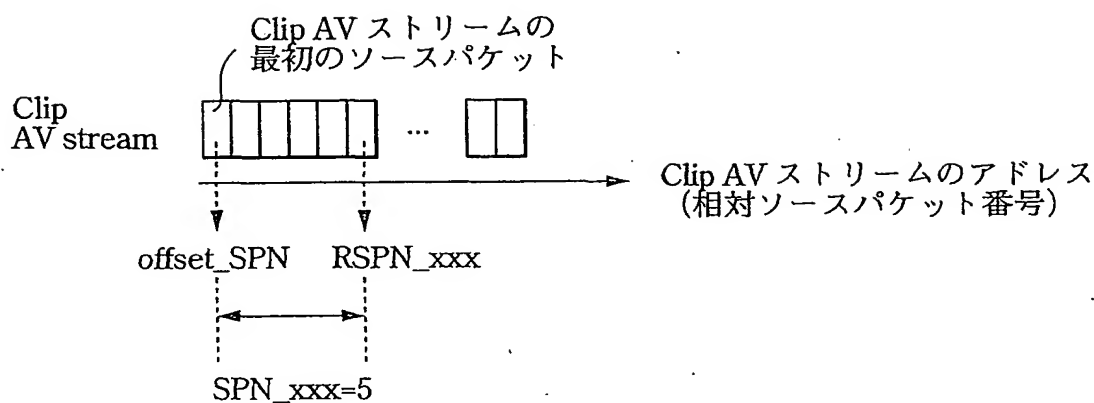 Clip AV ストリームの
最初のソースパケット
Clip
AV stream
...
Clip AV ストリームのアドレス
(相対ソースパケット番号)
offset_SPN RSPN_xxx
SPN_xxx=5